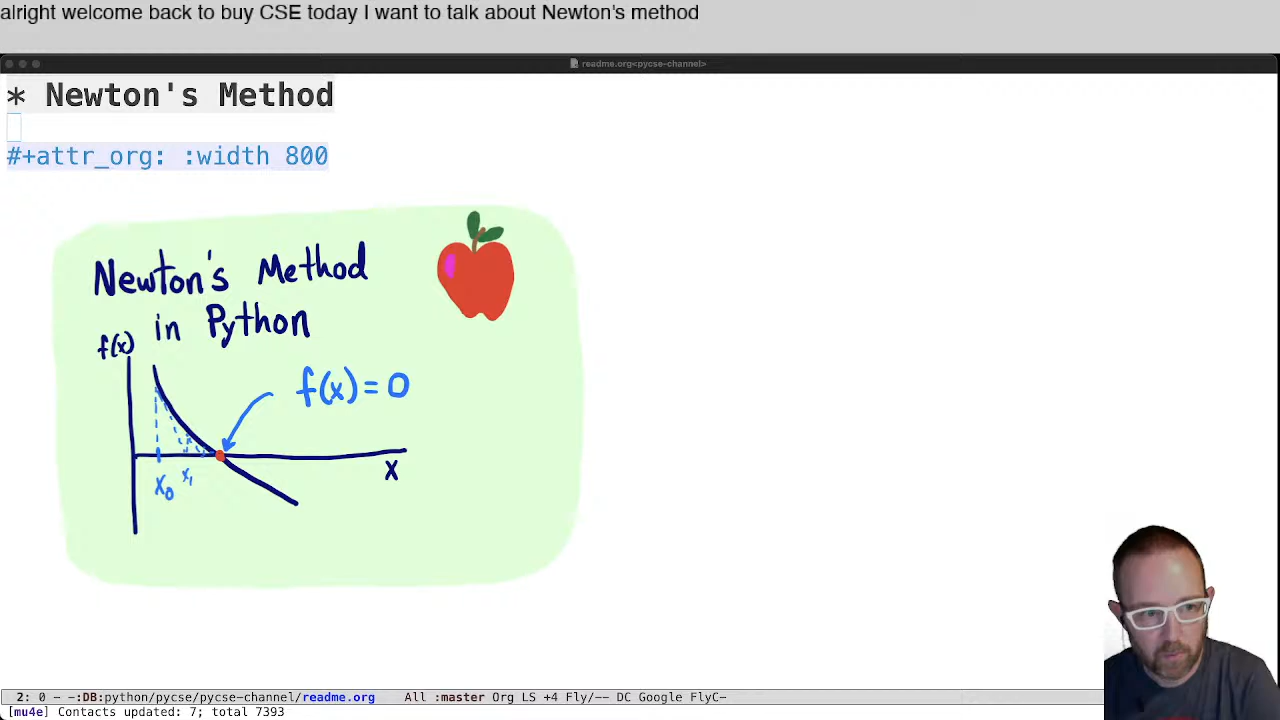 alright welcome back to buy CSE today I want to talk about Newton's method
readme.org<pycse-channel>
* Newton's Method
#+attr_org: :width 800
Newton's Method
in Python
f(x)
f(x)=0
x
x0 x1
2: 0 - -:DB:python/pycse/pycse-channel/readme.org All :master Org LS +4 Fly/-- DC Google FlyC-
[mu4e] Contacts updated: 7; total 7393